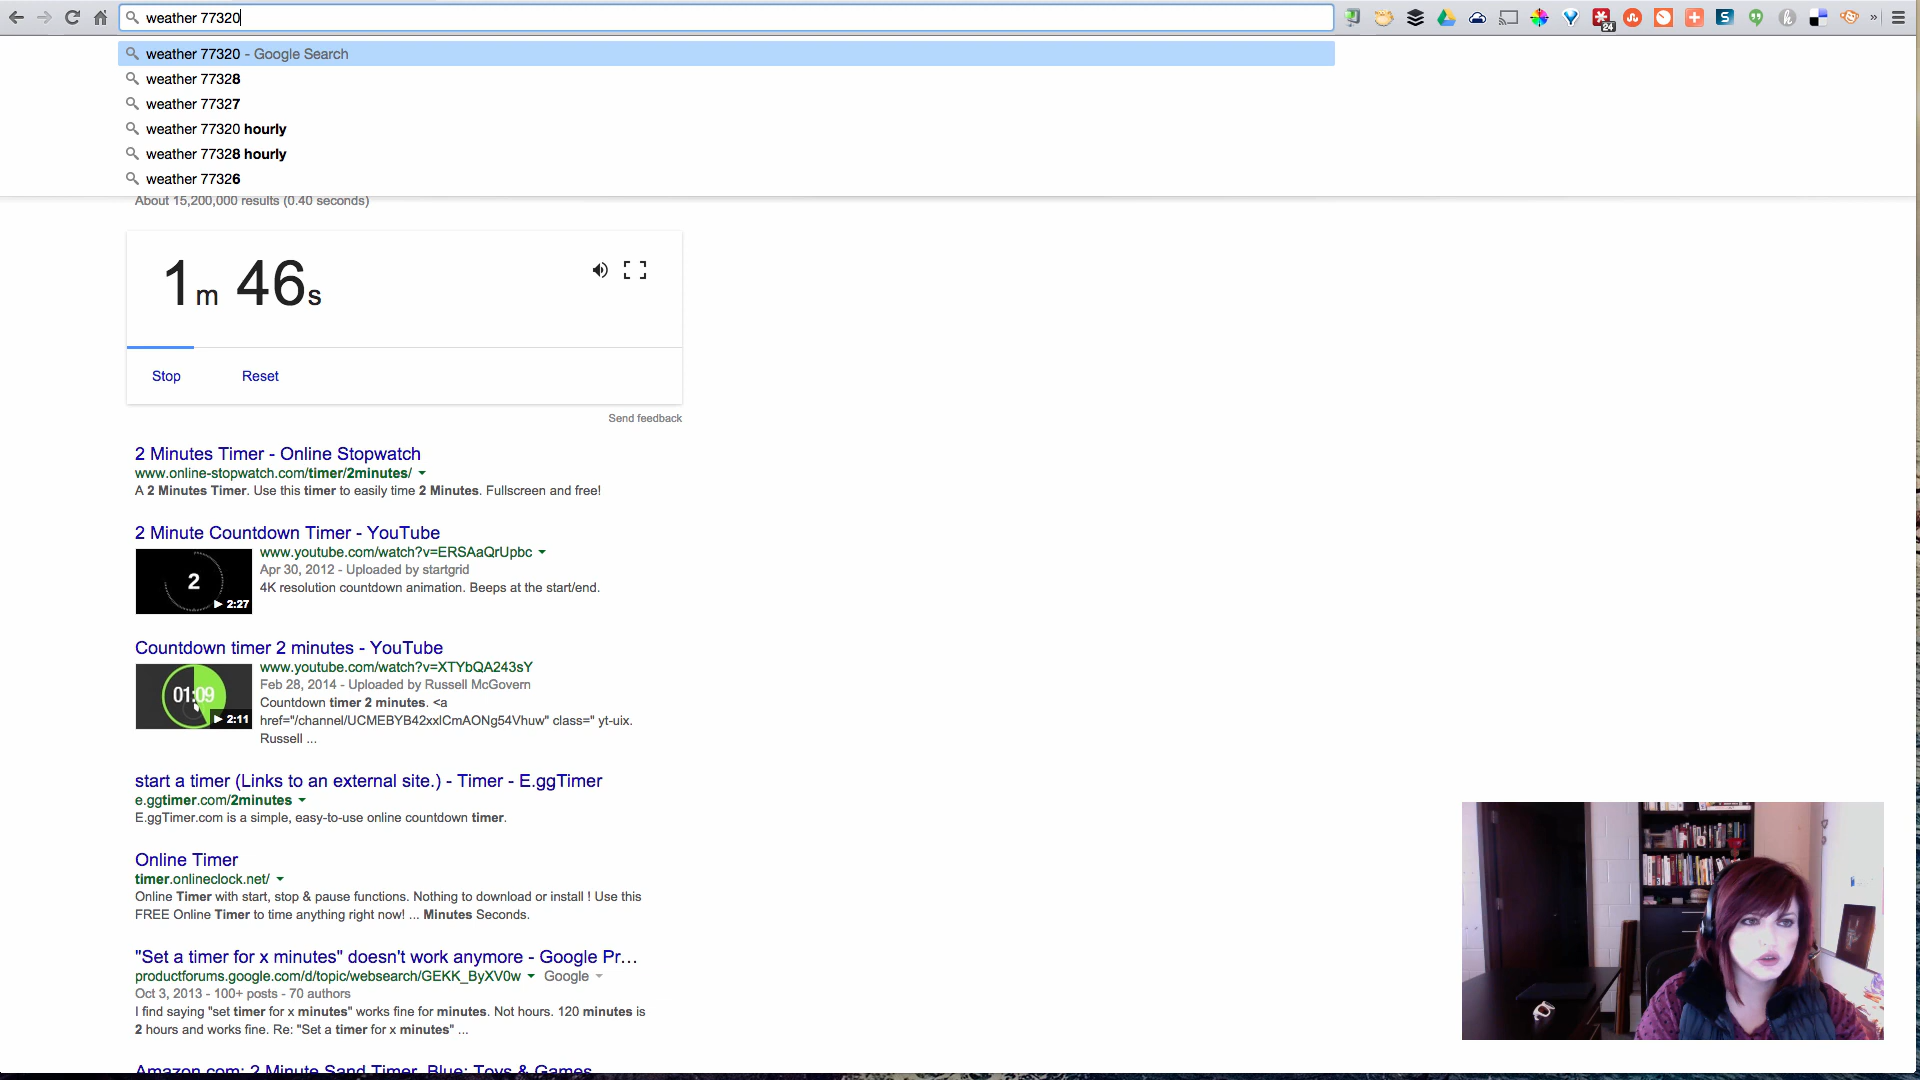 weather 77320
24
weather 77320 - Google Search
weather 77328
weather 77327
weather 77320 hourly
weather 77328 hourly
weather 77326
About 15,200,000 results (0.40 seconds)
1m 46s
Stop
Reset
Send feedback
2 Minutes Timer - Online Stopwatch
www.online-stopwatch.com/timer/2minutes/
A 2 Minutes Timer. Use this timer to easily time 2 Minutes. Fullscreen and free!
2 Minute Countdown Timer - YouTube
2
2:27
www.youtube.com/watch?v=ERSAaQrUpbc
Apr 30, 2012 - Uploaded by startgrid
4K resolution countdown animation. Beeps at the start/end.
Countdown timer 2 minutes - YouTube
01:09
2:11
www.youtube.com/watch?v=XTYbQA243sY
Feb 28, 2014 - Uploaded by Russell McGovern
Countdown timer 2 minutes. <a
href="/channel/UCMEBYB42xxlCmAONg54Vhuw" class=" yt-uix.
Russell ...
start a timer (Links to an external site.) - Timer - E.ggTimer
e.ggtimer.com/2minutes
E.ggTimer.com is a simple, easy-to-use online countdown timer.
Online Timer
timer.onlineclock.net/
Online Timer with start, stop & pause functions. Nothing to download or install ! Use this
FREE Online Timer to time anything right now! ... Minutes Seconds.
"Set a timer for x minutes" doesn't work anymore - Google Pr...
productforums.google.com/d/topic/websearch/GEKK_ByXV0w Google
Oct 3, 2013 - 100+ posts - 70 authors
I find saying "set timer for x minutes" works fine for minutes. Not hours. 120 minutes is
2 hours and works fine. Re: "Set a timer for x minutes" ...
Amazon.com: 2 Minute Sand Timer, Blue: Toys & Games